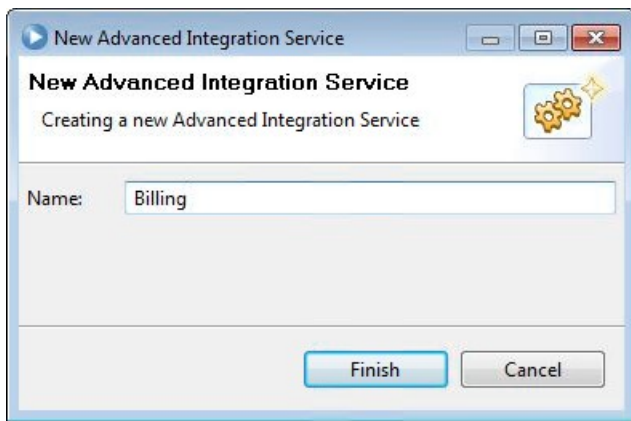 New Advanced Integration Service
New Advanced Integration Service
Creating a new Advanced Integration Service
Name: Billing
Finish Cancel